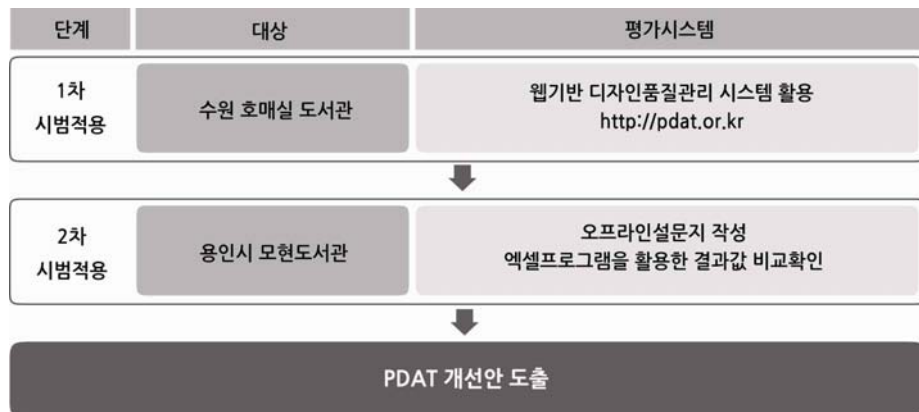 단계 대상 평가시스템
1차
시범적용
수원 호매실 도서관
웹기반 디자인품질관리 시스템 활용
http://pdat.or.kr
2차
시범적용
용인시 모현도서관
오프라인설문지 작성
엑셀프로그램을 활용한 결과값 비교확인
PDAT 개선안 도출